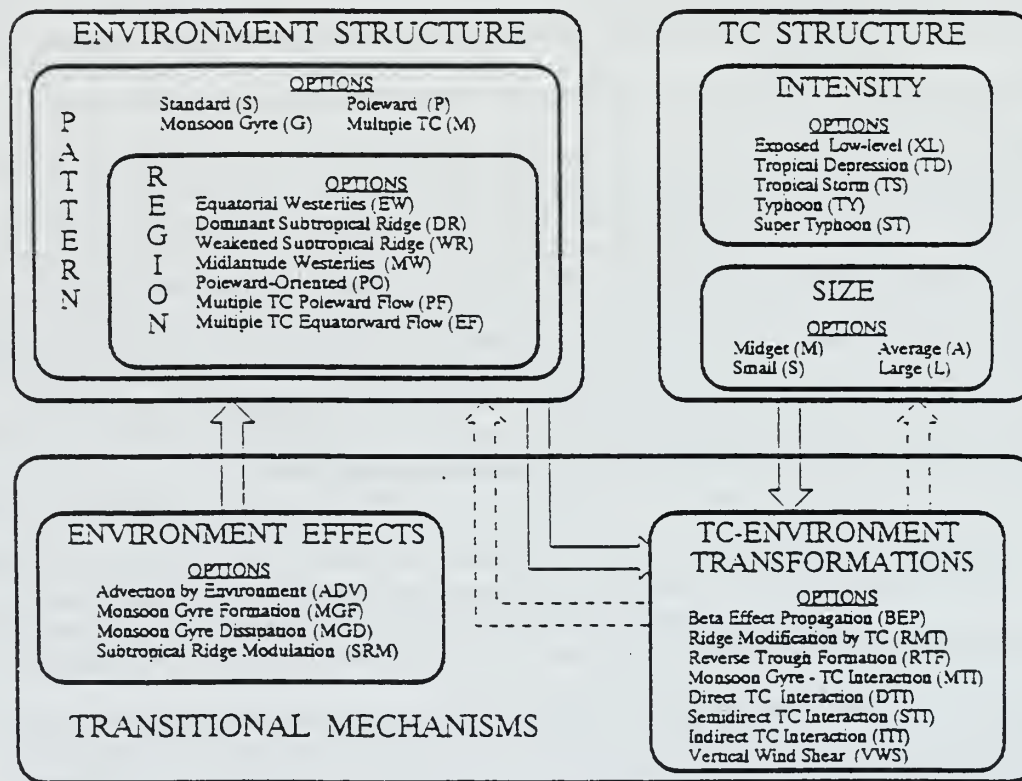 ENVIRONMENT STRUCTURE
OPTIONS
Standard (S) Poleward (P)
Monsoon Gyre (G) Multiple TC (M)
PATTERN
REGION
OPTIONS
Equatorial Westerlies (EW)
Dominant Subtropical Ridge (DR)
Weakened Subtropical Ridge (WR)
Midlatitude Westerlies (MW)
Poleward-Oriented (PO)
Multiple TC Poleward Flow (PF)
Multiple TC Equatorward Flow (EF)
TC STRUCTURE
INTENSITY
OPTIONS
Exposed Low-level (XL)
Tropical Depression (TD)
Tropical Storm (TS)
Typhoon (TY)
Super Typhoon (ST)
SIZE
OPTIONS
Midget (M) Average (A)
Small (S) Large (L)
ENVIRONMENT EFFECTS
OPTIONS
Advection by Environment (ADV)
Monsoon Gyre Formation (MGF)
Monsoon Gyre Dissipation (MGD)
Subtropical Ridge Modulation (SRM)
TRANSITIONAL MECHANISMS
TC-ENVIRONMENT
TRANSFORMATIONS
OPTIONS
Beta Effect Propagation (BEP)
Ridge Modification by TC (RMT)
Reverse Trough Formation (RTF)
Monsoon Gyre - TC Interaction (MTI)
Direct TC Interaction (DTI)
Semidirect TC Interaction (STI)
Indirect TC Interaction (ITI)
Vertical Wind Shear (VWS)